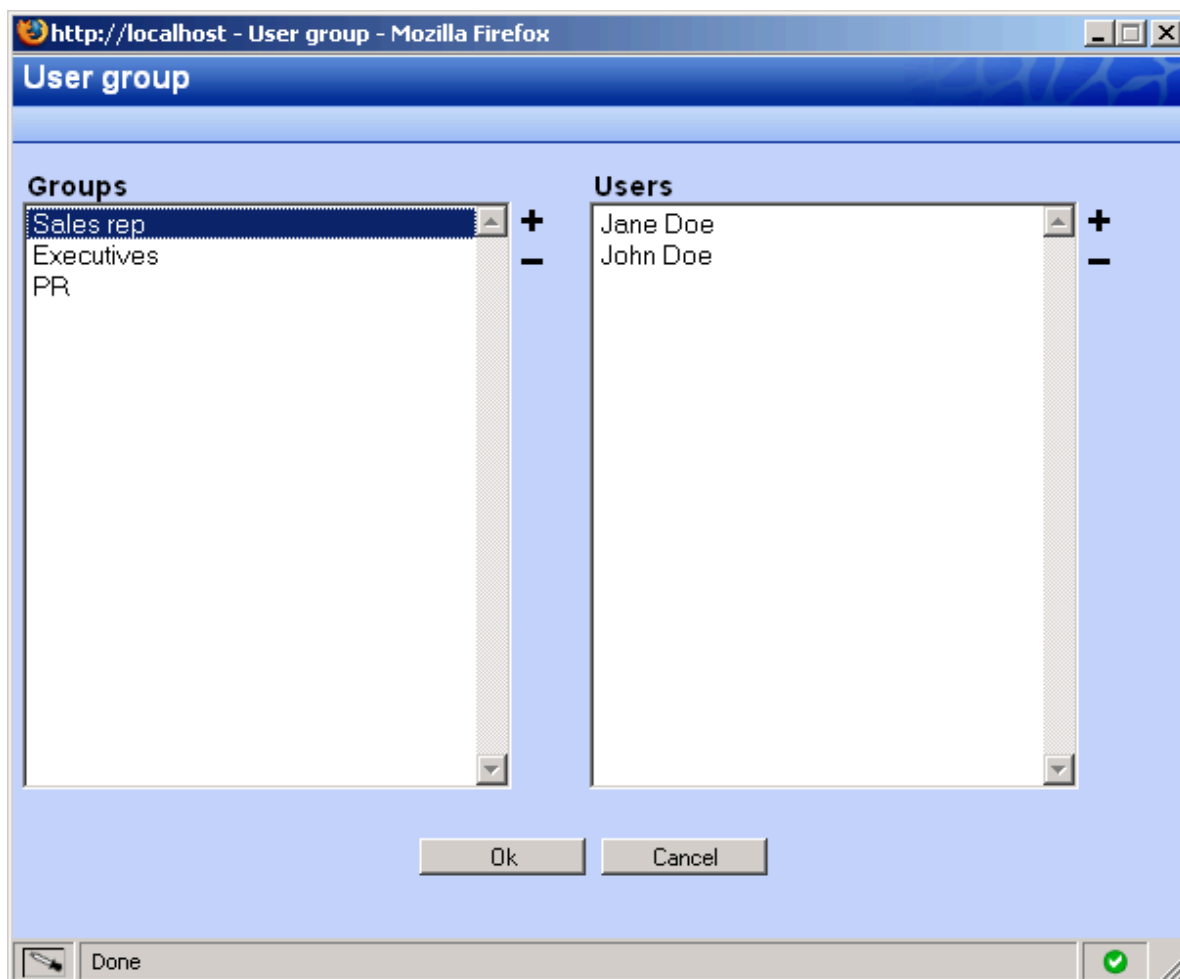 http://localhost - User group - Mozilla Firefox
User group
Groups
Sales rep
Executives
PR
+
−
Users
Jane Doe
John Doe
+
−
Ok
Cancel
Done